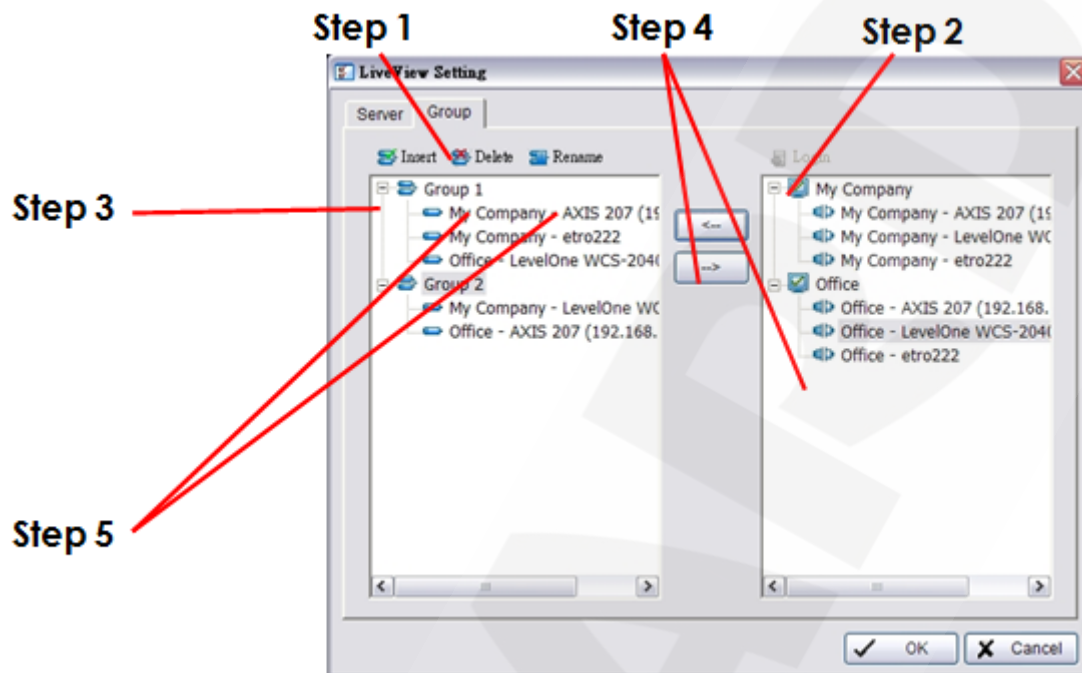 Step 1
Step 4
Step 2
LiveView Setting
Server
Group
Insert
Delete
Rename
Login
Step 3
Group 1
My Company - AXIS 207 (19
My Company - etro222
Office - LevelOne WCS-204(
Group 2
My Company - LevelOne WC
Office - AXIS 207 (192.168.
<--
-->
My Company
My Company - AXIS 207 (19
My Company - LevelOne WC
My Company - etro222
Office
Office - AXIS 207 (192.168.
Office - LevelOne WCS-204(
Office - etro222
Step 5
OK
Cancel